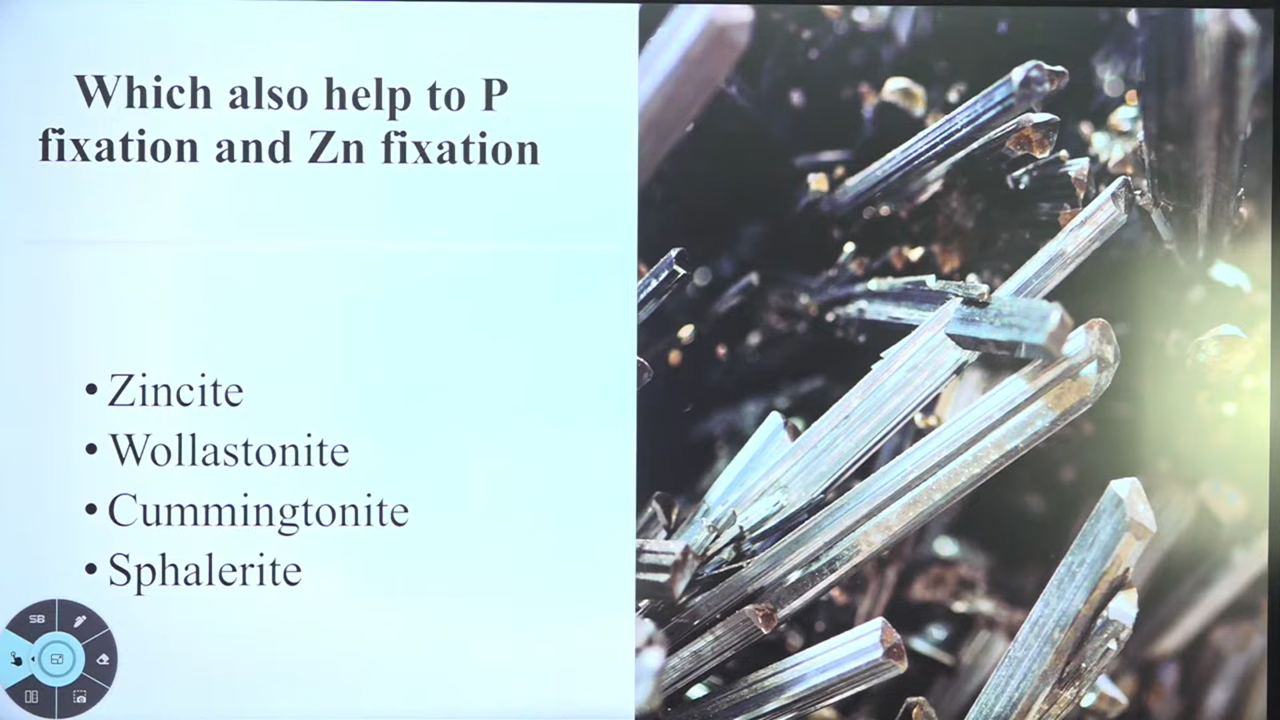 Which also help to P
fixation and Zn fixation
• Zincite
• Wollastonite
• Cummingtonite
• Sphalerite
SB